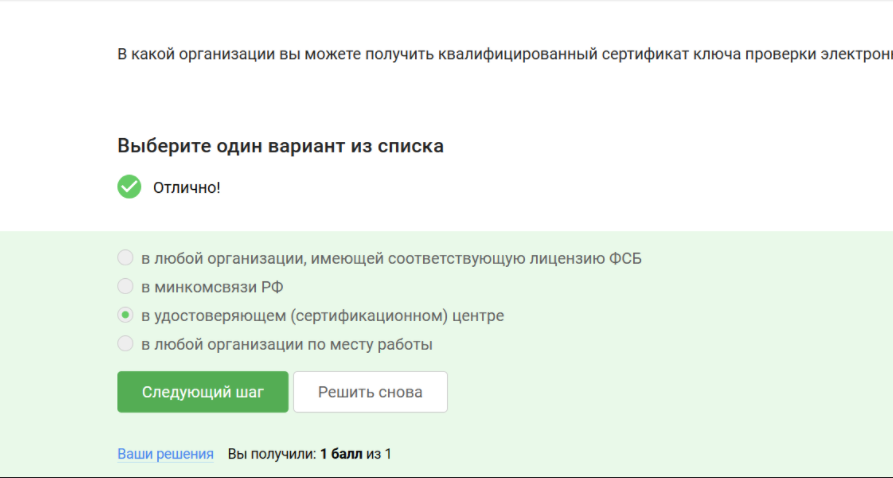 В какой организации вы можете получить квалифицированный сертификат ключа проверки
Выберите один вариант из списка
Отлично!
в любой организации, имеющей соответствующую лицензию ФСБ
в минкомсвязи РФ
в удостоверяющем (сертификационном) центре
в любой организации по месту работы
Следующий шаг Решить снова
Ваши решения Вы получили: 1 балл из 1